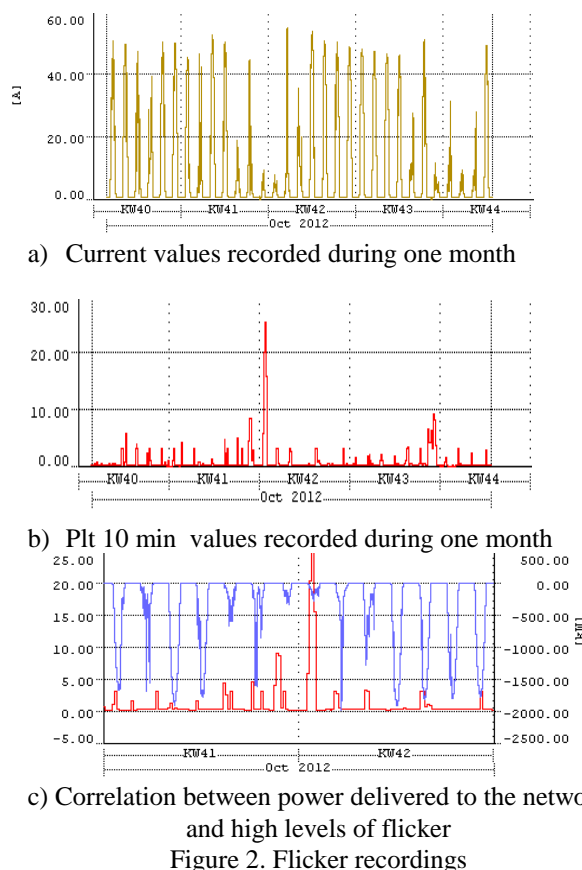 60.00
[A]
40.00
20.00
0.00
KW40 KW41 KW42 KW43 KW44
Oct 2012
a) Current values recorded during one month
30.00
20.00
10.00
0.00
KW40 KW41 KW42 KW43 KW44
Oct 2012
b) Plt 10 min values recorded during one month
25.00 500.00
20.00 0.00
15.00 -500.00
[W]
10.00 -1000.00
5.00 -1500.00
0.00 -2000.00
-5.00 -2500.00
KW41 KW42
Oct 2012
c) Correlation between power delivered to the netwo
and high levels of flicker
Figure 2. Flicker recordings